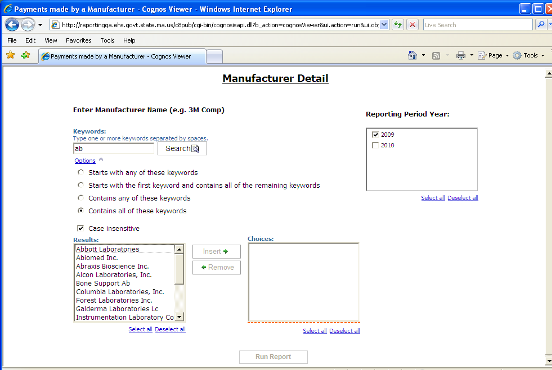 Payments made by a Manufacturer - Cognos Viewer - Windows Internet Explorer
Live Search
File Edit View Favorites Tools Help
Payments made by a Manufacturer - Cognos Viewer
Page Tools
Manufacturer Detail
Enter Manufacturer Name (e.g. 3M Comp)
Reporting Period Year:
Keywords:
Type one or more keywords separated by spaces.
ab
Search
2009
2010
Options
Starts with any of these keywords
Starts with the first keyword and contains all of the remaining keywords
Contains any of these keywords
Select all Deselect all
Contains all of these keywords
Case insensitive
Results:
Choices:
Abbott Laboratories
Abiomed Inc.
Abraxis Bioscience Inc.
Alcon Laboratories, Inc.
Bone Support Ab
Columbia Laboratories, Inc.
Forest Laboratories Inc.
Galderma Laboratories Lc
Instrumentation Laboratory Co
Insert
Remove
Select all Deselect all
Select all Deselect all
Run Report